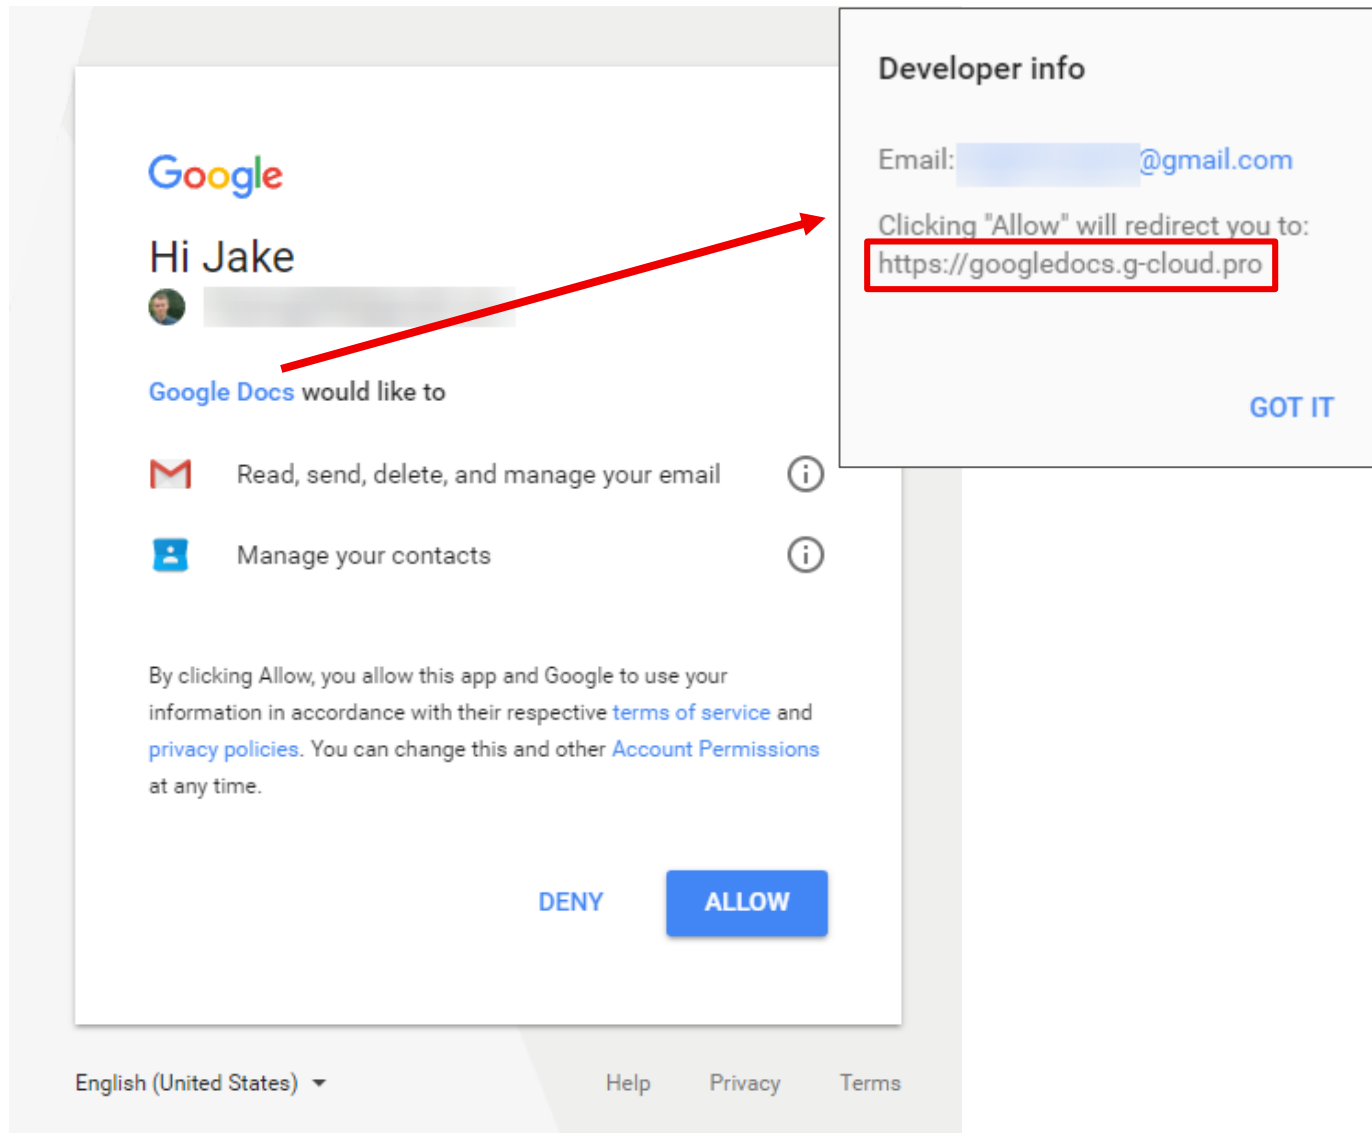 Google
Hi Jake
Google Docs would like to
Read, send, delete, and manage your email
Manage your contacts
By clicking Allow, you allow this app and Google to use your
information in accordance with their respective terms of service and
privacy policies. You can change this and other Account Permissions
at any time.
DENY
ALLOW
English (United States)
Help
Privacy
Terms
Developer info
Email: @gmail.com
Clicking "Allow" will redirect you to:
https://googledocs.g-cloud.pro
GOT IT